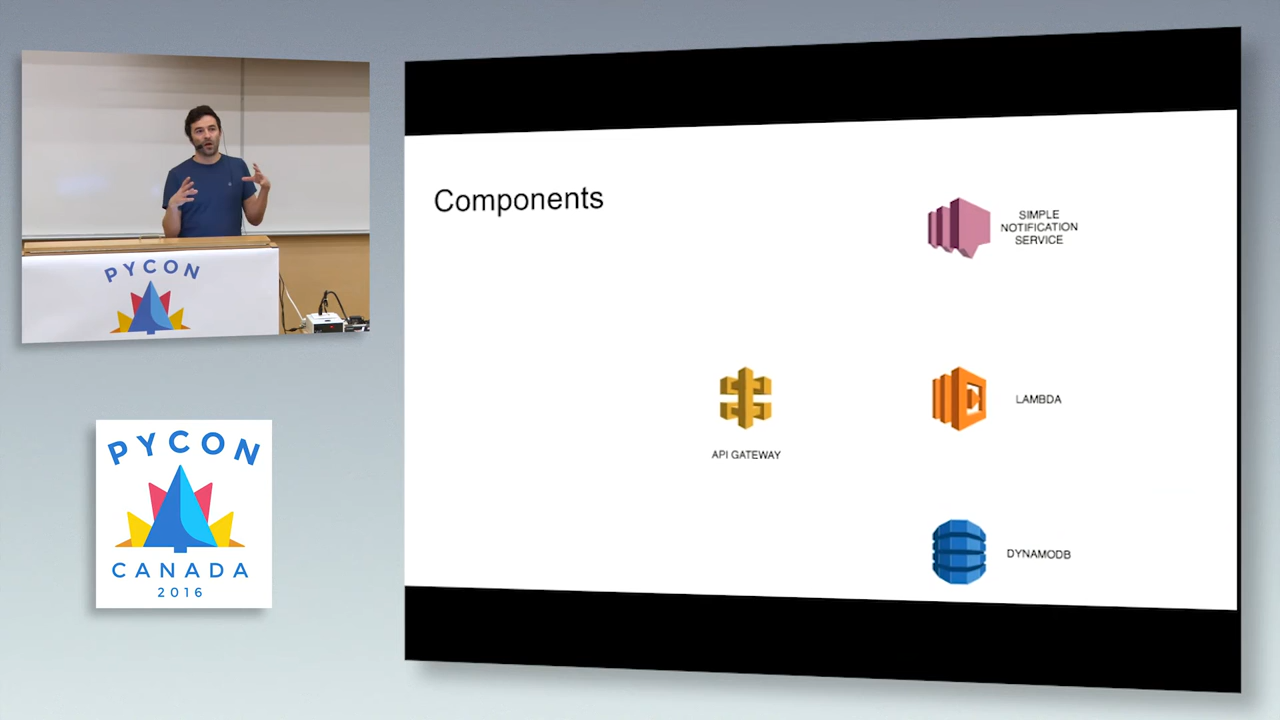 PYCON
PYCON
CANADA
2016
Components
SIMPLE
NOTIFICATION
SERVICE
API GATEWAY
LAMBDA
DYNAMODB